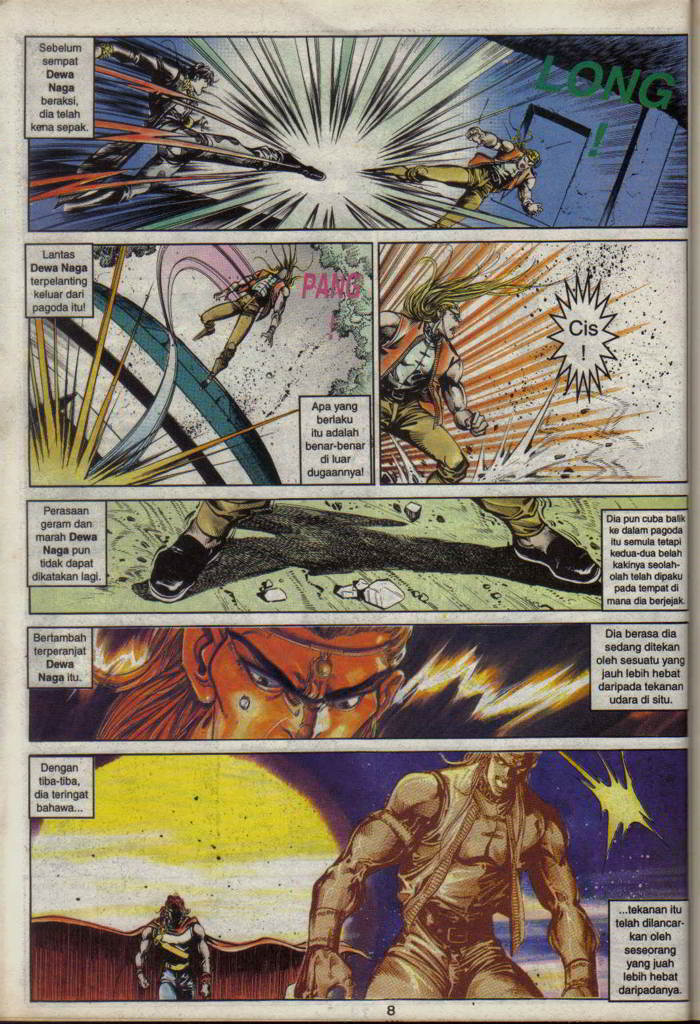 Sebelum
sempat
Dewa
Naga
beraksi,
dia telah
kena sepak.
LONG
!
Lantas
Dewa Naga
terpelanting
keluar dari
pagoda itu!
PANG
!
Apa yang
berlaku
itu adalah
benar-benar
di luar
dugaannya!
Cis
!
Perasaan
geram dan
marah Dewa
Naga pun
tidak dapat
dikatakan lagi.
Dia pun cuba balik
ke dalam pagoda
itu semula tetapi
kedua-dua belah
kakinya seolah-
olah telah dipaku
pada tempat di
mana dia berjejak.
Bertambah
terperanjat
Dewa
Naga itu.
Dia berasa dia
sedang ditekan
oleh sesuatu yang
jauh lebih hebat
daripada tekanan
udara di situ.
Dengan
tiba-tiba,
dia teringat
bahawa...
...tekanan itu
telah dilancar-
kan oleh
seseorang
yang juah
lebih hebat
daripadanya.
8